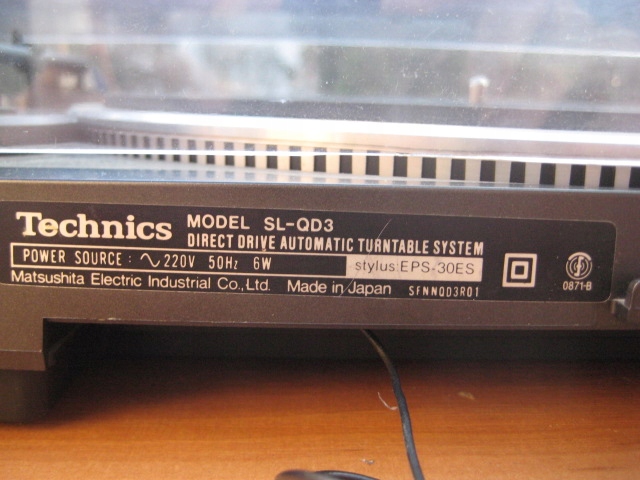 Technics MODEL SL-QD3
DIRECT DRIVE AUTOMATIC TURNTABLE SYSTEM
POWER SOURCE : ~ 220V 50Hz 6W stylus:EPS-30ES
Matsushita Electric Industrial Co.,Ltd. Made in Japan SFNNQD3R01
0871-B